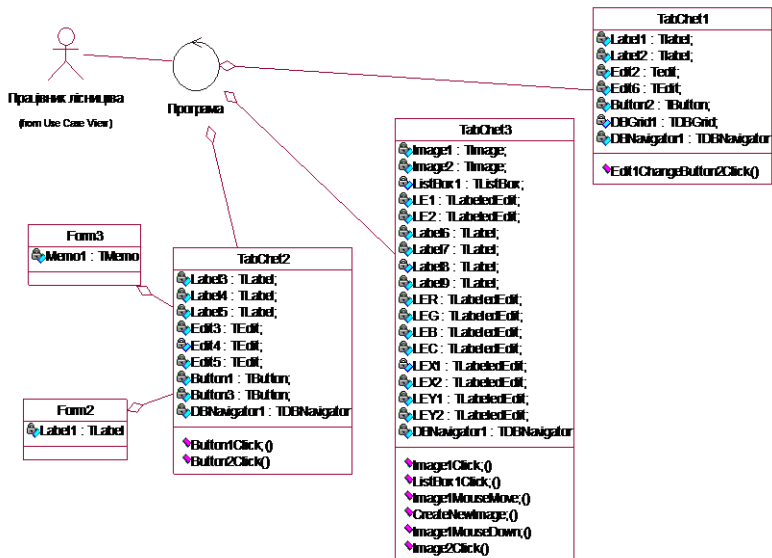 Працівник лісництва
(from Use Case View)
Програма
TabChet1
Label1 : Tlabel;
Label2 : Tlabel;
Edit2 : Tedit;
Edit6 : TEdit;
Button2 : TButton;
DBGrid1 : TDBGrid;
DBNavigator1 : TDBNavigator
Edit1ChangeButton2Click()
TabChet3
Image1 : TImage;
Image2 : TImage;
ListBox1 : TListBox;
LE1 : TLabeledEdit;
LE2 : TLabeledEdit;
Label6 : TLabel;
Label7 : TLabel;
Label8 : TLabel;
Label9 : TLabel;
LER : TLabeledEdit;
LEG : TLabeledEdit;
LEB : TLabeledEdit;
LEC : TLabeledEdit;
LEX1 : TLabeledEdit;
LEX2 : TLabeledEdit;
LEY1 : TLabeledEdit;
LEY2 : TLabeledEdit;
DBNavigator1 : TDBNavigator
Image1Click;()
ListBox1Click;()
Image1MouseMove;()
CreateNewImage;()
Image1MouseDown;()
Image2Click()
Form3
Memo1 : TMemo
TabChet2
Label3 : TLabel;
Label4 : TLabel;
Label5 : TLabel;
Edit3 : TEdit;
Edit4 : TEdit;
Edit5 : TEdit;
Button1 : TButton;
Button3 : TButton;
DBNavigator1 : TDBNavigator
Button1Click;()
Button2Click()
Form2
Label1 : TLabel